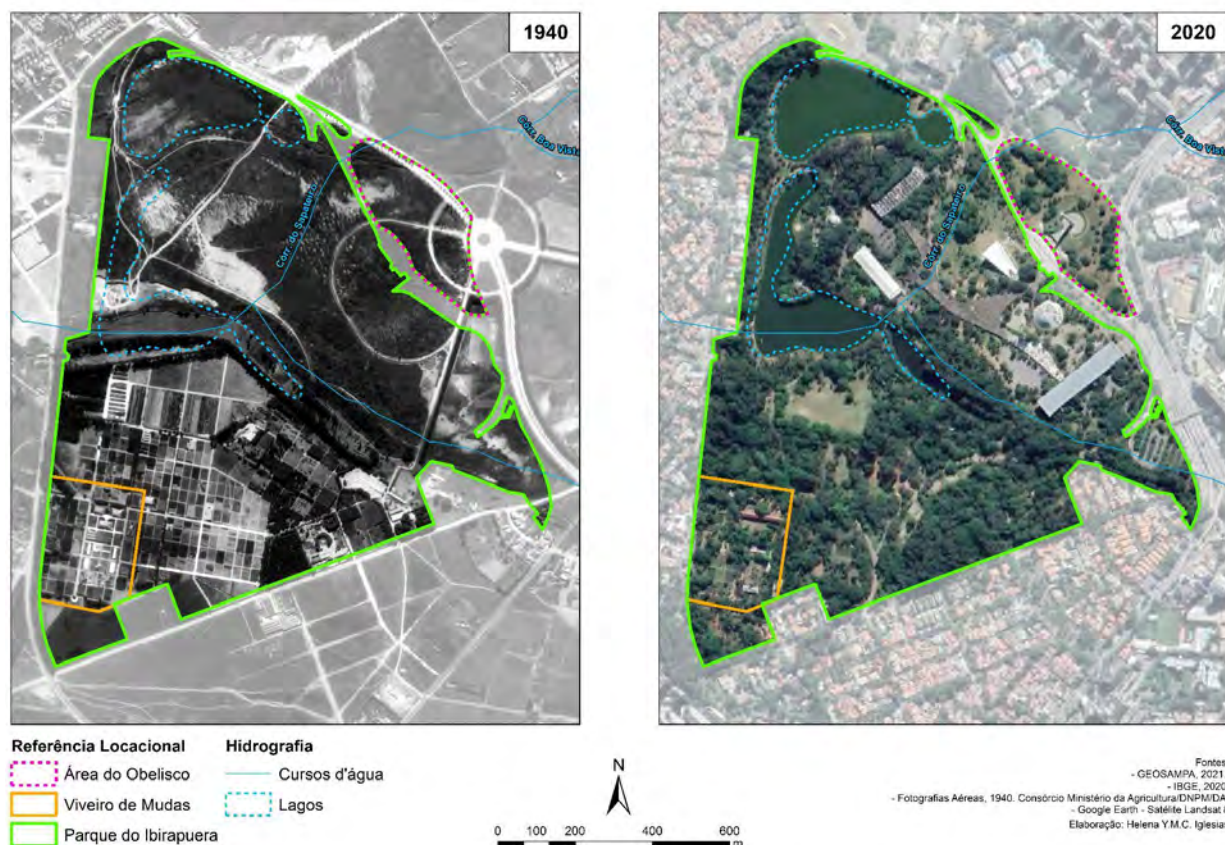 1940
2020
Córr. Boa Vista
Córr. do Sapateiro
Córr. Boa Vista
Córr. do Sapateiro
Referência Locacional
Área do Obelisco
Viveiro de Mudas
Parque do Ibirapuera
Hidrografia
Cursos d'água
Lagos
N
0 100 200 400 600
m
Fontes
- GEOSAMPA, 2021
- IBGE, 2020
- Fotografias Aéreas, 1940. Consórcio Ministério da Agricultura/DNPM/DA
- Google Earth - Satélite Landsat
Elaboração: Helena Y.M.C. Iglesias